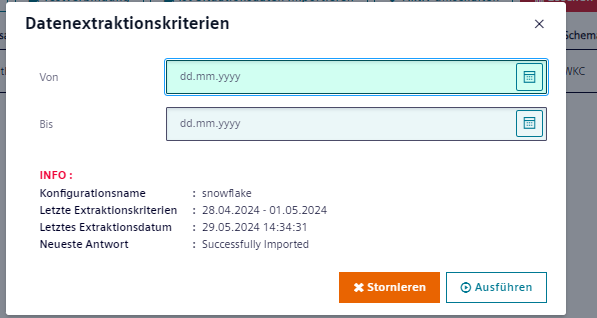 Datenextraktionskriterien
Schema
WKC
Von
dd.mm.yyyy
Bis
dd.mm.yyyy
INFO :
Konfigurationsname : snowflake
Letzte Extraktionskriterien : 28.04.2024 - 01.05.2024
Letztes Extraktionsdatum : 29.05.2024 14:34:31
Neueste Antwort : Successfully Imported
Stornieren
Ausführen